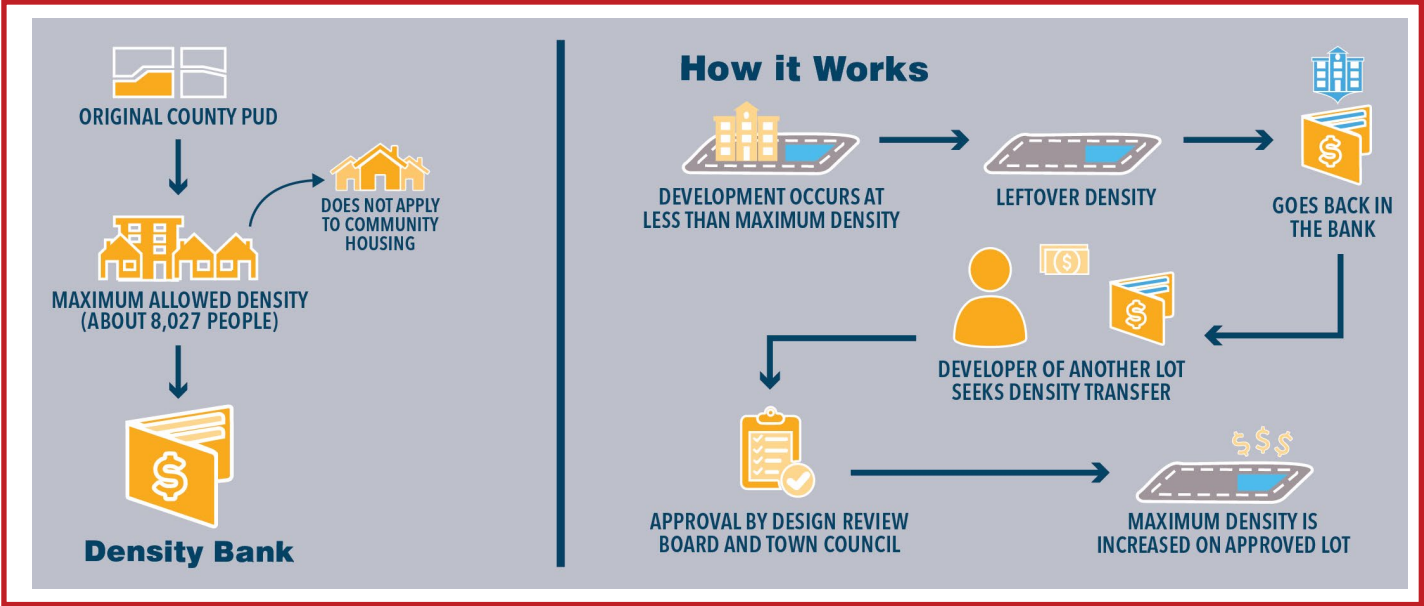 ORIGINAL COUNTY PUD
DOES NOT APPLY
TO COMMUNITY
HOUSING
MAXIMUM ALLOWED DENSITY
(ABOUT 8,027 PEOPLE)
$
Density Bank
How it Works
DEVELOPMENT OCCURS AT
LESS THAN MAXIMUM DENSITY
LEFTOVER DENSITY
$
GOES BACK IN
THE BANK
$
$
DEVELOPER OF ANOTHER LOT
SEEKS DENSITY TRANSFER
APPROVAL BY DESIGN REVIEW
BOARD AND TOWN COUNCIL
$ $ $
MAXIMUM DENSITY IS
INCREASED ON APPROVED LOT